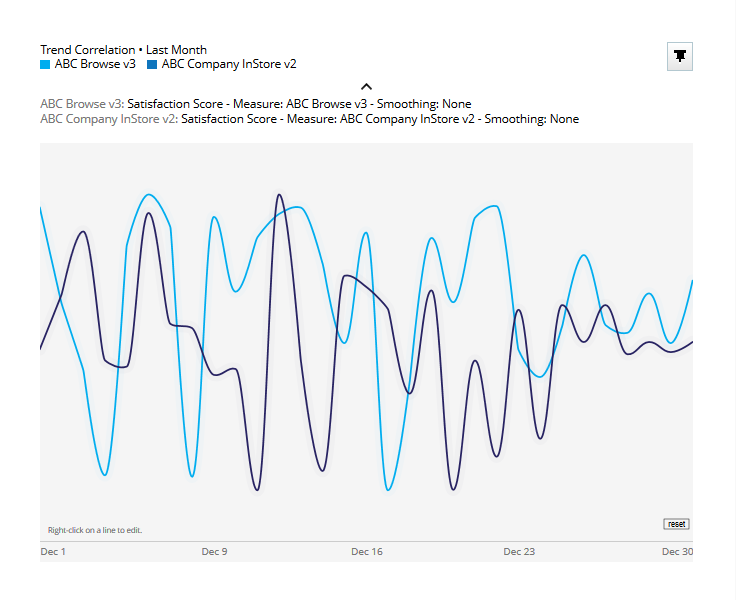 Trend Correlation • Last Month
ABC Browse v3 ABC Company InStore v2
ABC Browse v3: Satisfaction Score - Measure: ABC Browse v3 - Smoothing: None
ABC Company InStore v2: Satisfaction Score - Measure: ABC Company InStore v2 - Smoothing: None
Right-click on a line to edit.
reset
Dec 1 Dec 9 Dec 16 Dec 23 Dec 30